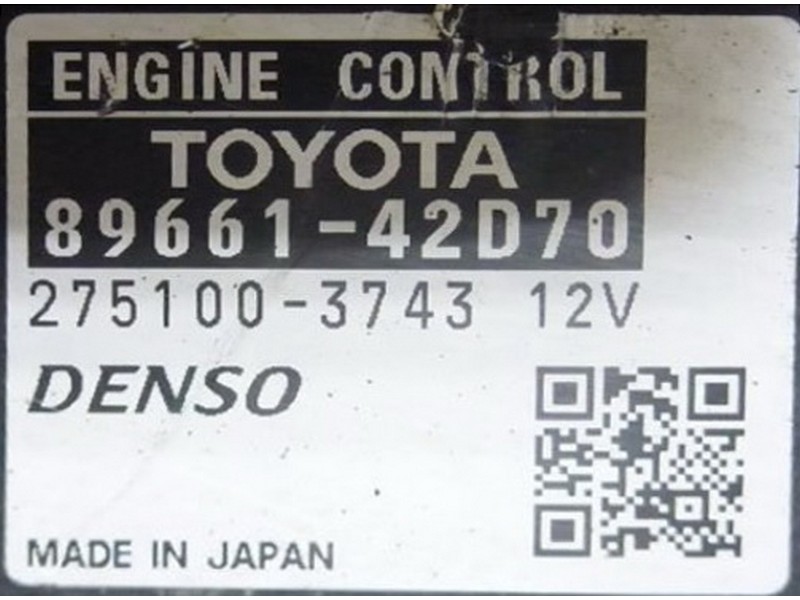 ENGINE CONTROL
TOYOTA
89661-42D70
275100-3743 12V
DENSO
MADE IN JAPAN